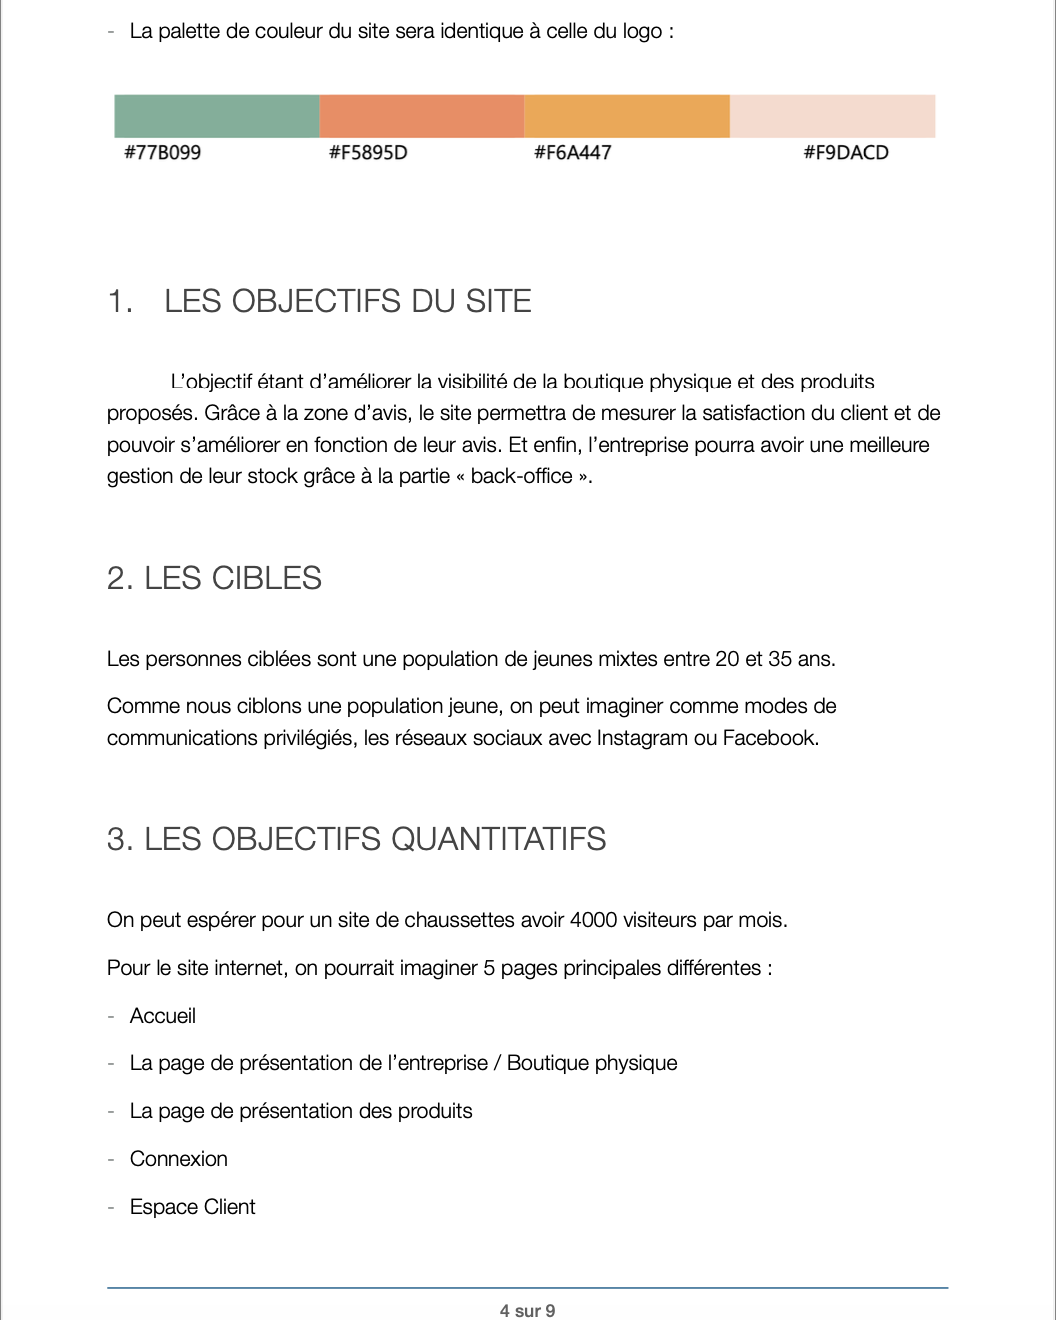 - La palette de couleur du site sera identique à celle du logo :
#77B099 #F5895D #F6A447 #F9DACD
1. LES OBJECTIFS DU SITE
L’objectif étant d’améliorer la visibilité de la boutique physique et des produits
proposés. Grâce à la zone d’avis, le site permettra de mesurer la satisfaction du client et de
pouvoir s’améliorer en fonction de leur avis. Et enfin, l’entreprise pourra avoir une meilleure
gestion de leur stock grâce à la partie « back-office ».
2. LES CIBLES
Les personnes ciblées sont une population de jeunes mixtes entre 20 et 35 ans.
Comme nous ciblons une population jeune, on peut imaginer comme modes de
communications privilégiés, les réseaux sociaux avec Instagram ou Facebook.
3. LES OBJECTIFS QUANTITATIFS
On peut espérer pour un site de chaussettes avoir 4000 visiteurs par mois.
Pour le site internet, on pourrait imaginer 5 pages principales différentes :
- Accueil
- La page de présentation de l’entreprise / Boutique physique
- La page de présentation des produits
- Connexion
- Espace Client
4 sur 9